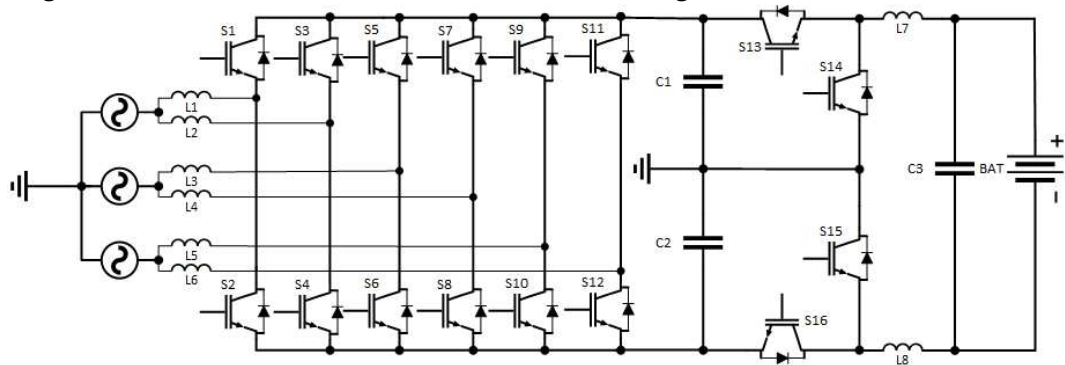 S1 S3 S5 S7 S9 S11
S13
L7
S14
C1
L1
L2
L3
L4
C3 BAT
+
-
L5
L6
C2
S15
S2 S4 S6 S8 S10 S12
S16
L8